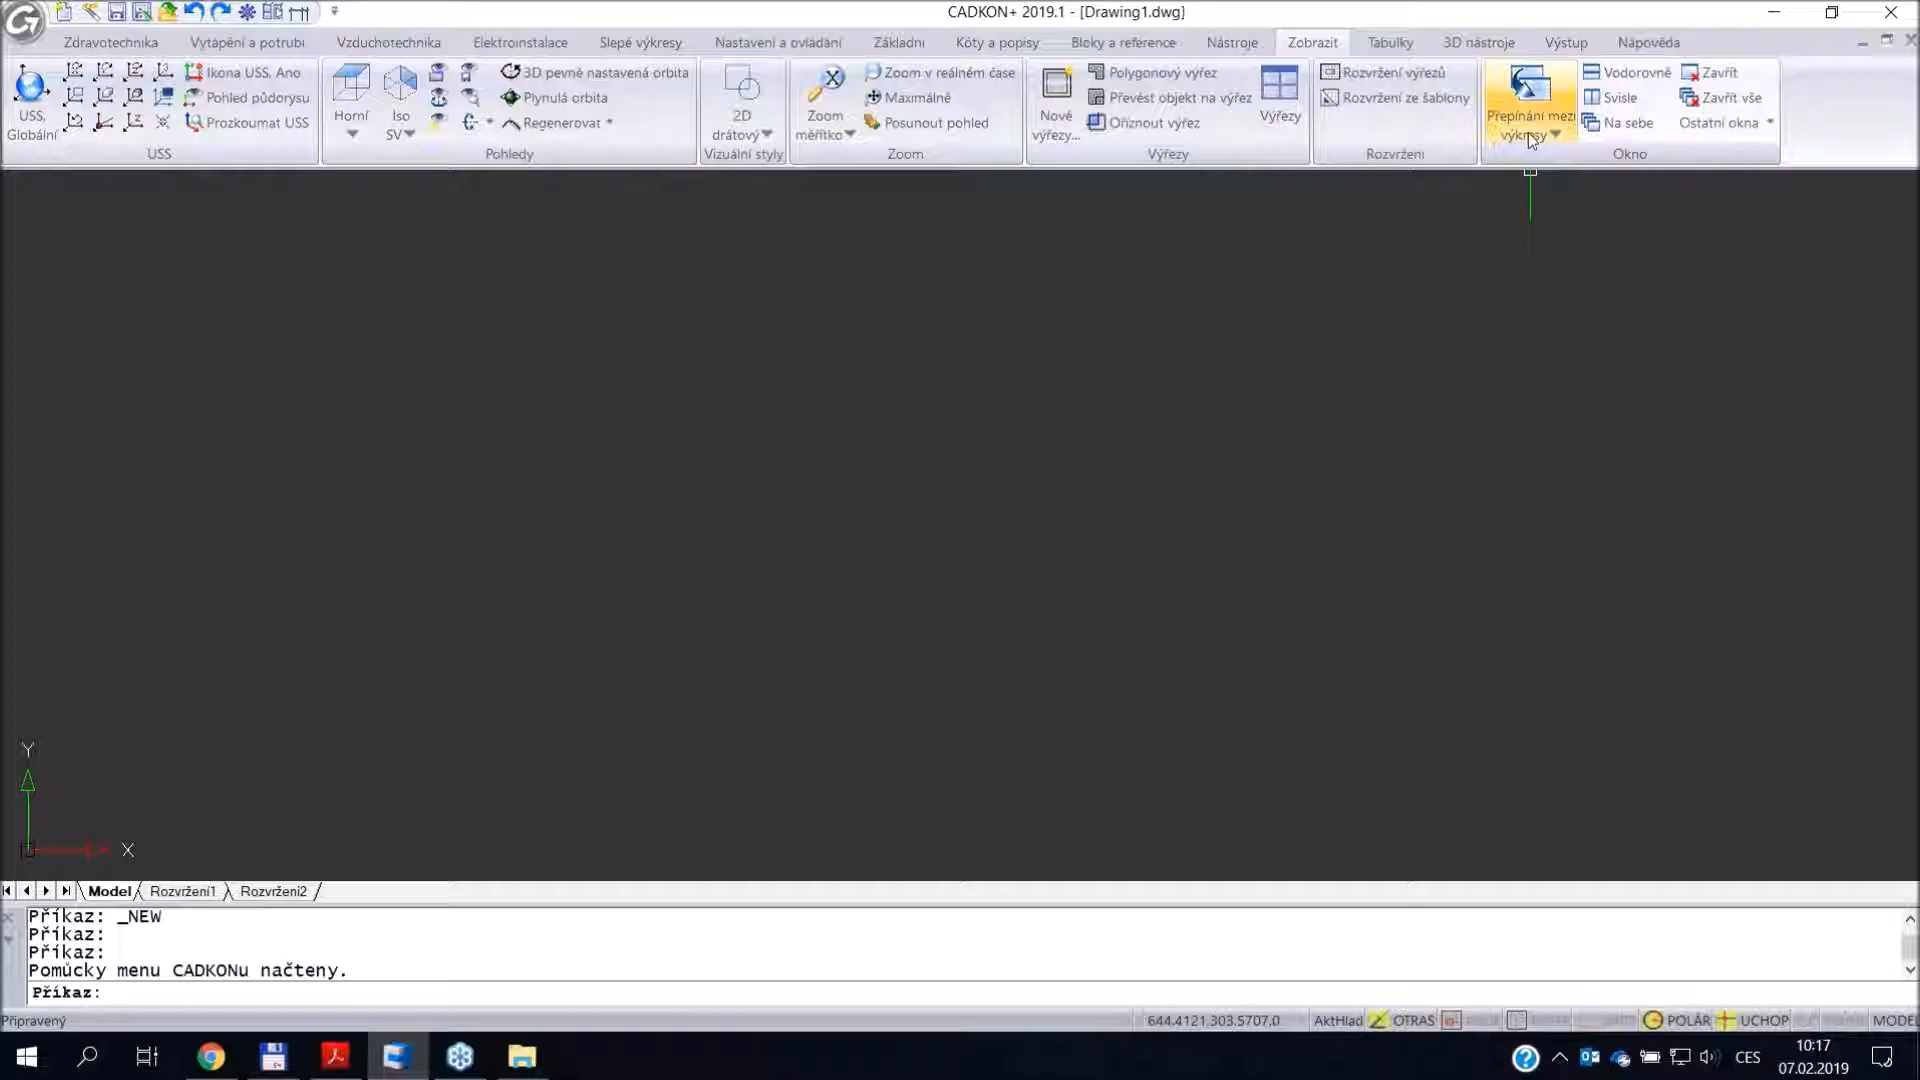 CADKON+ 2019.1 - [Drawing1.dwg]
Zdravotechnika Vytápění a potrubí Vzduchotechnika Elektroinstalace Slepé výkresy Nastavení a ovládání Základní Kóty a popisy Bloky a reference Nástroje Zobrazit Tabulky 3D nástroje Výstup Nápověda
USS, Globální
Ikona USS, Ano
Pohled půdorysu
Prozkoumat USS
USS
Horní
Iso SV
3D pevně nastavená orbita
Plynulá orbita
Regenerovat
Pohledy
2D drátový
Vizuální styly
Zoom měřítko
Zoom v reálném čase
Maximálně
Posunout pohled
Zoom
Nové výřezy...
Polygonový výřez
Převést objekt na výřez
Oříznout výřez
Výřezy
Výřezy
Rozvržení výřezů
Rozvržení ze šablony
Rozvržení
Přepínání mezi výkresy
Vodorovně
Svisle
Na sebe
Zavřít
Zavřít vše
Ostatní okna
Okno
Y
X
Model Rozvržení1 Rozvržení2
Příkaz: _NEW
Příkaz:
Příkaz:
Pomůcky menu CADKONu načteny.
Příkaz:
Připravený 644.4121,303.5707,0 AktHlad OTRAS POLÁR UCHOP MODEL
CES 10:17
07.02.2019